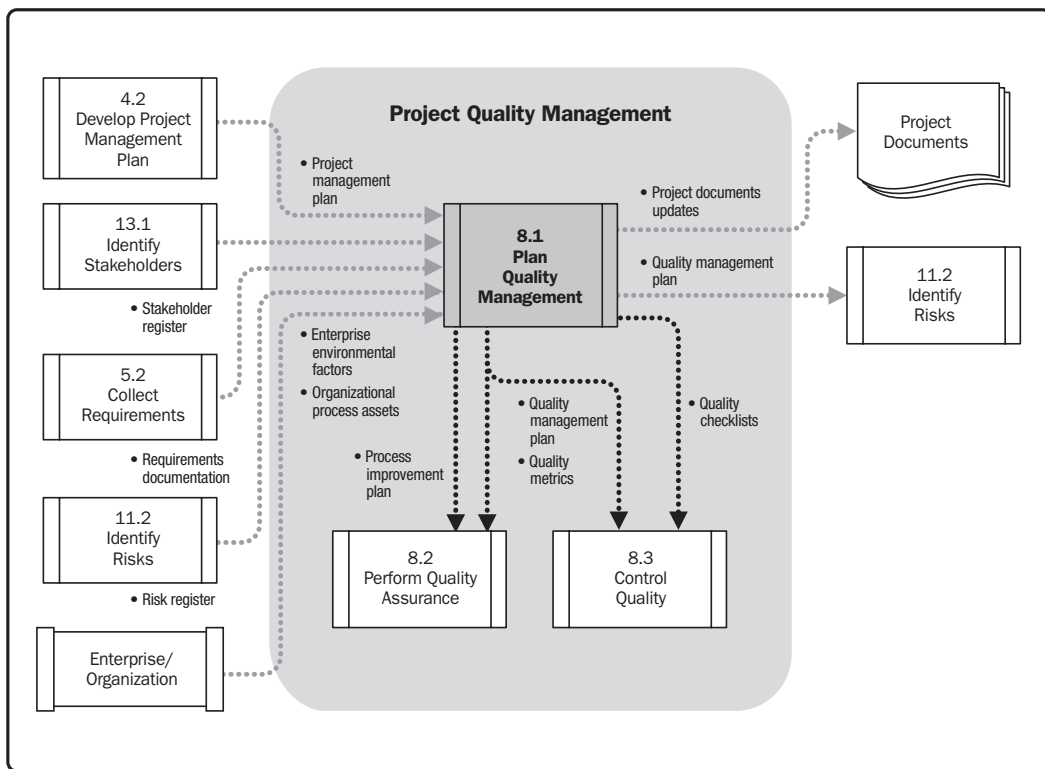 Project Quality Management
4.2
Develop Project
Management
Plan
• Project
management
plan
13.1
Identify
Stakeholders
• Stakeholder
register
5.2
Collect
Requirements
• Requirements
documentation
11.2
Identify
Risks
• Risk register
Enterprise/
Organization
• Enterprise
environmental
factors
• Organizational
process assets
8.1
Plan
Quality
Management
• Project documents
updates
Project
Documents
• Quality management
plan
11.2
Identify
Risks
• Process
improvement
plan
• Quality
management
plan
• Quality
metrics
• Quality
checklists
8.2
Perform Quality
Assurance
8.3
Control
Quality